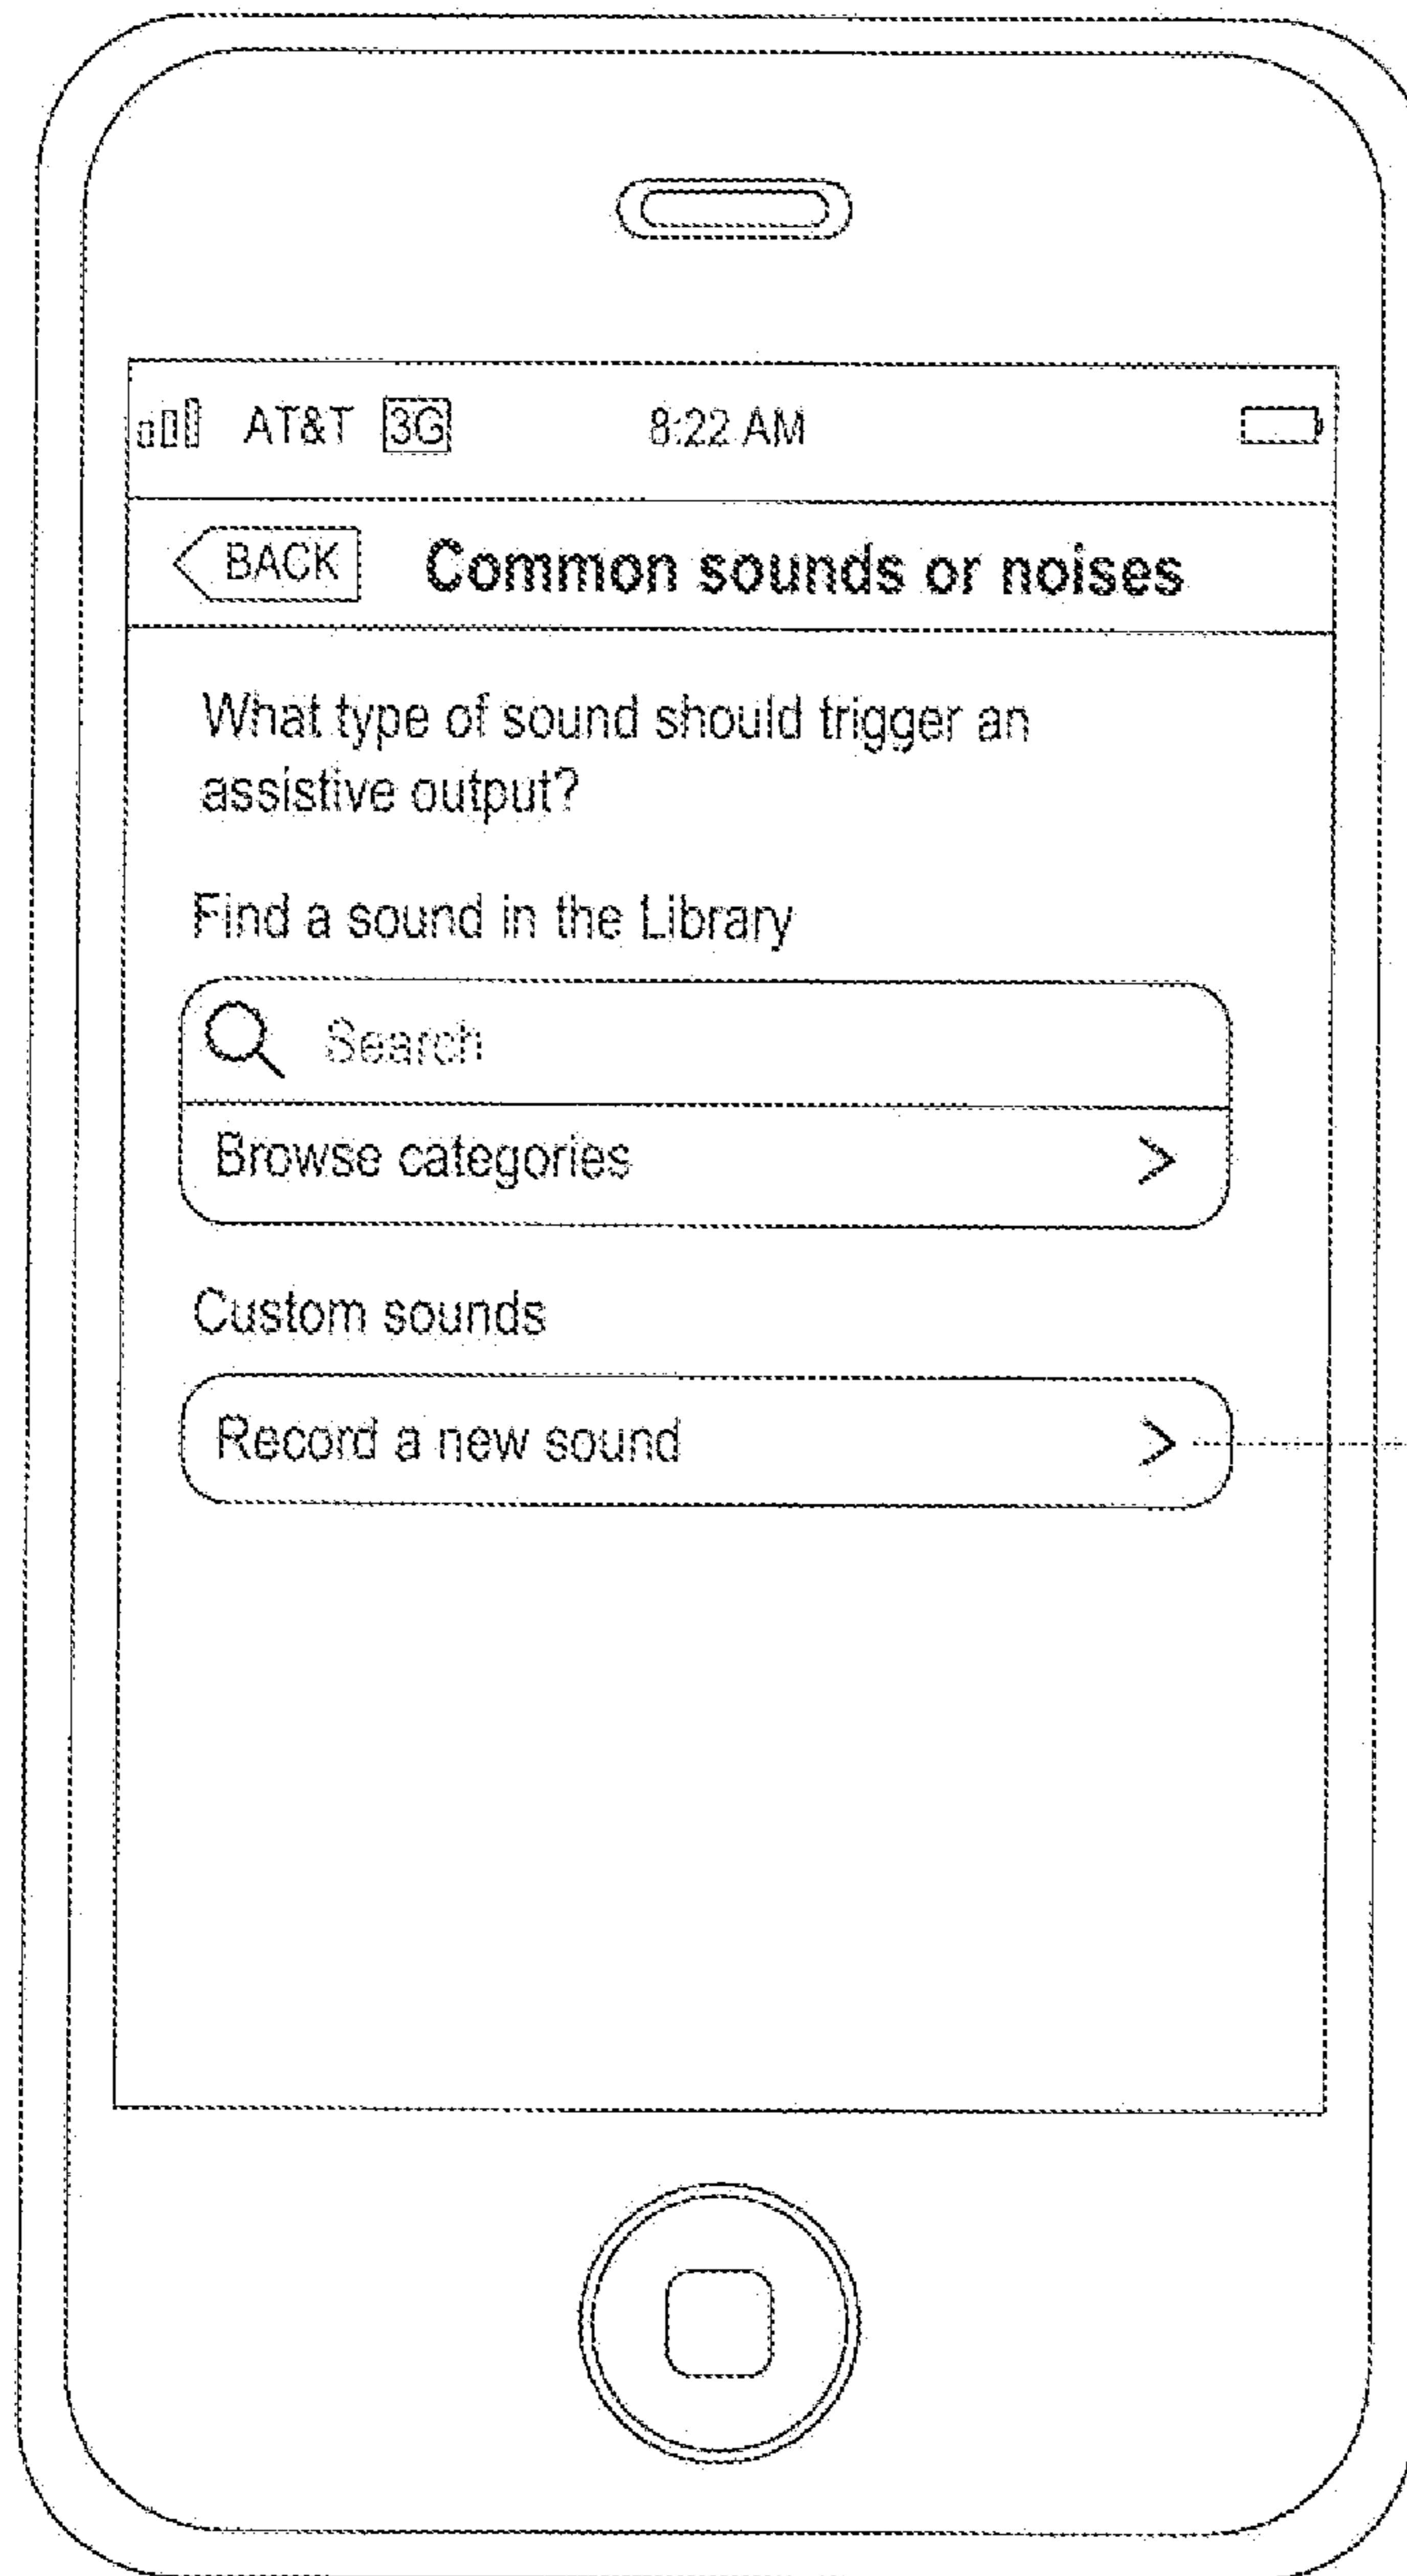 AT&T 3G 8:22 AM
BACK Common sounds or noises
What type of sound should trigger an
assistive output?
Find a sound in the Library
Search
Browse categories >
Custom sounds
Record a new sound >